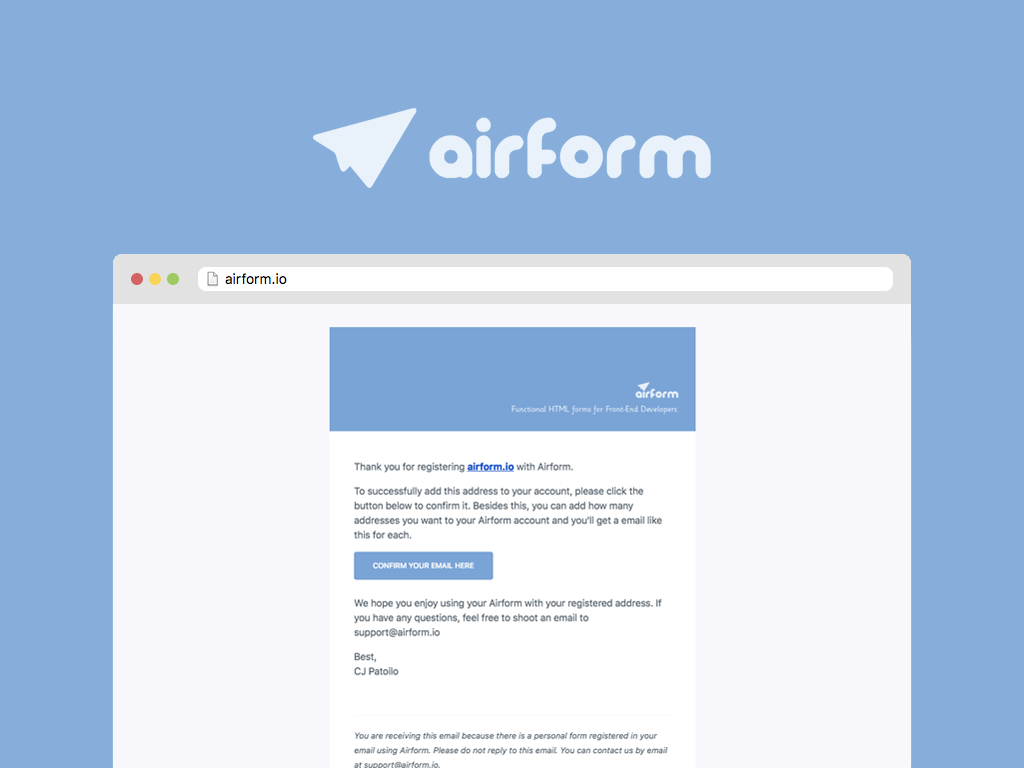 airform
airform.io
airform
Functional HTML forms for Front-End Developers
Thank you for registering airform.io with Airform.
To successfully add this address to your account, please click the
button below to confirm it. Besides this, you can add how many
addresses you want to your Airform account and you'll get a email like
this for each.
CONFIRM YOUR EMAIL HERE
We hope you enjoy using your Airform with your registered address. If
you have any questions, feel free to shoot an email to
support@airform.io
Best,
CJ Patoilo
You are receiving this email because there is a personal form registered in your
email using Airform. Please do not reply to this email. You can contact us by email
at support@airform.io.